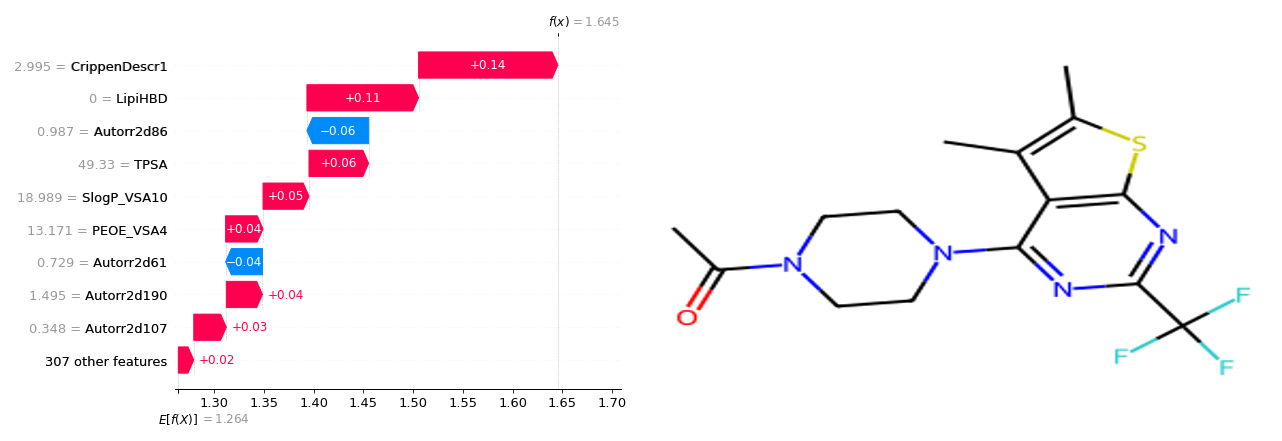 f(x) = 1.645
2.995 = CrippenDescr1
+0.14
0 = LipiHBD
+0.11
0.987 = Autorr2d86
−0.06
49.33 = TPSA
+0.06
18.989 = SlogP_VSA10
+0.05
13.171 = PEOE_VSA4
+0.04
0.729 = Autorr2d61
−0.04
1.495 = Autorr2d190
+0.04
0.348 = Autorr2d107
+0.03
307 other features
+0.02
1.30 1.35 1.40 1.45 1.50 1.55 1.60 1.65 1.70
E[f(X)] = 1.264
S
N
N
N
N
F
O
F
F